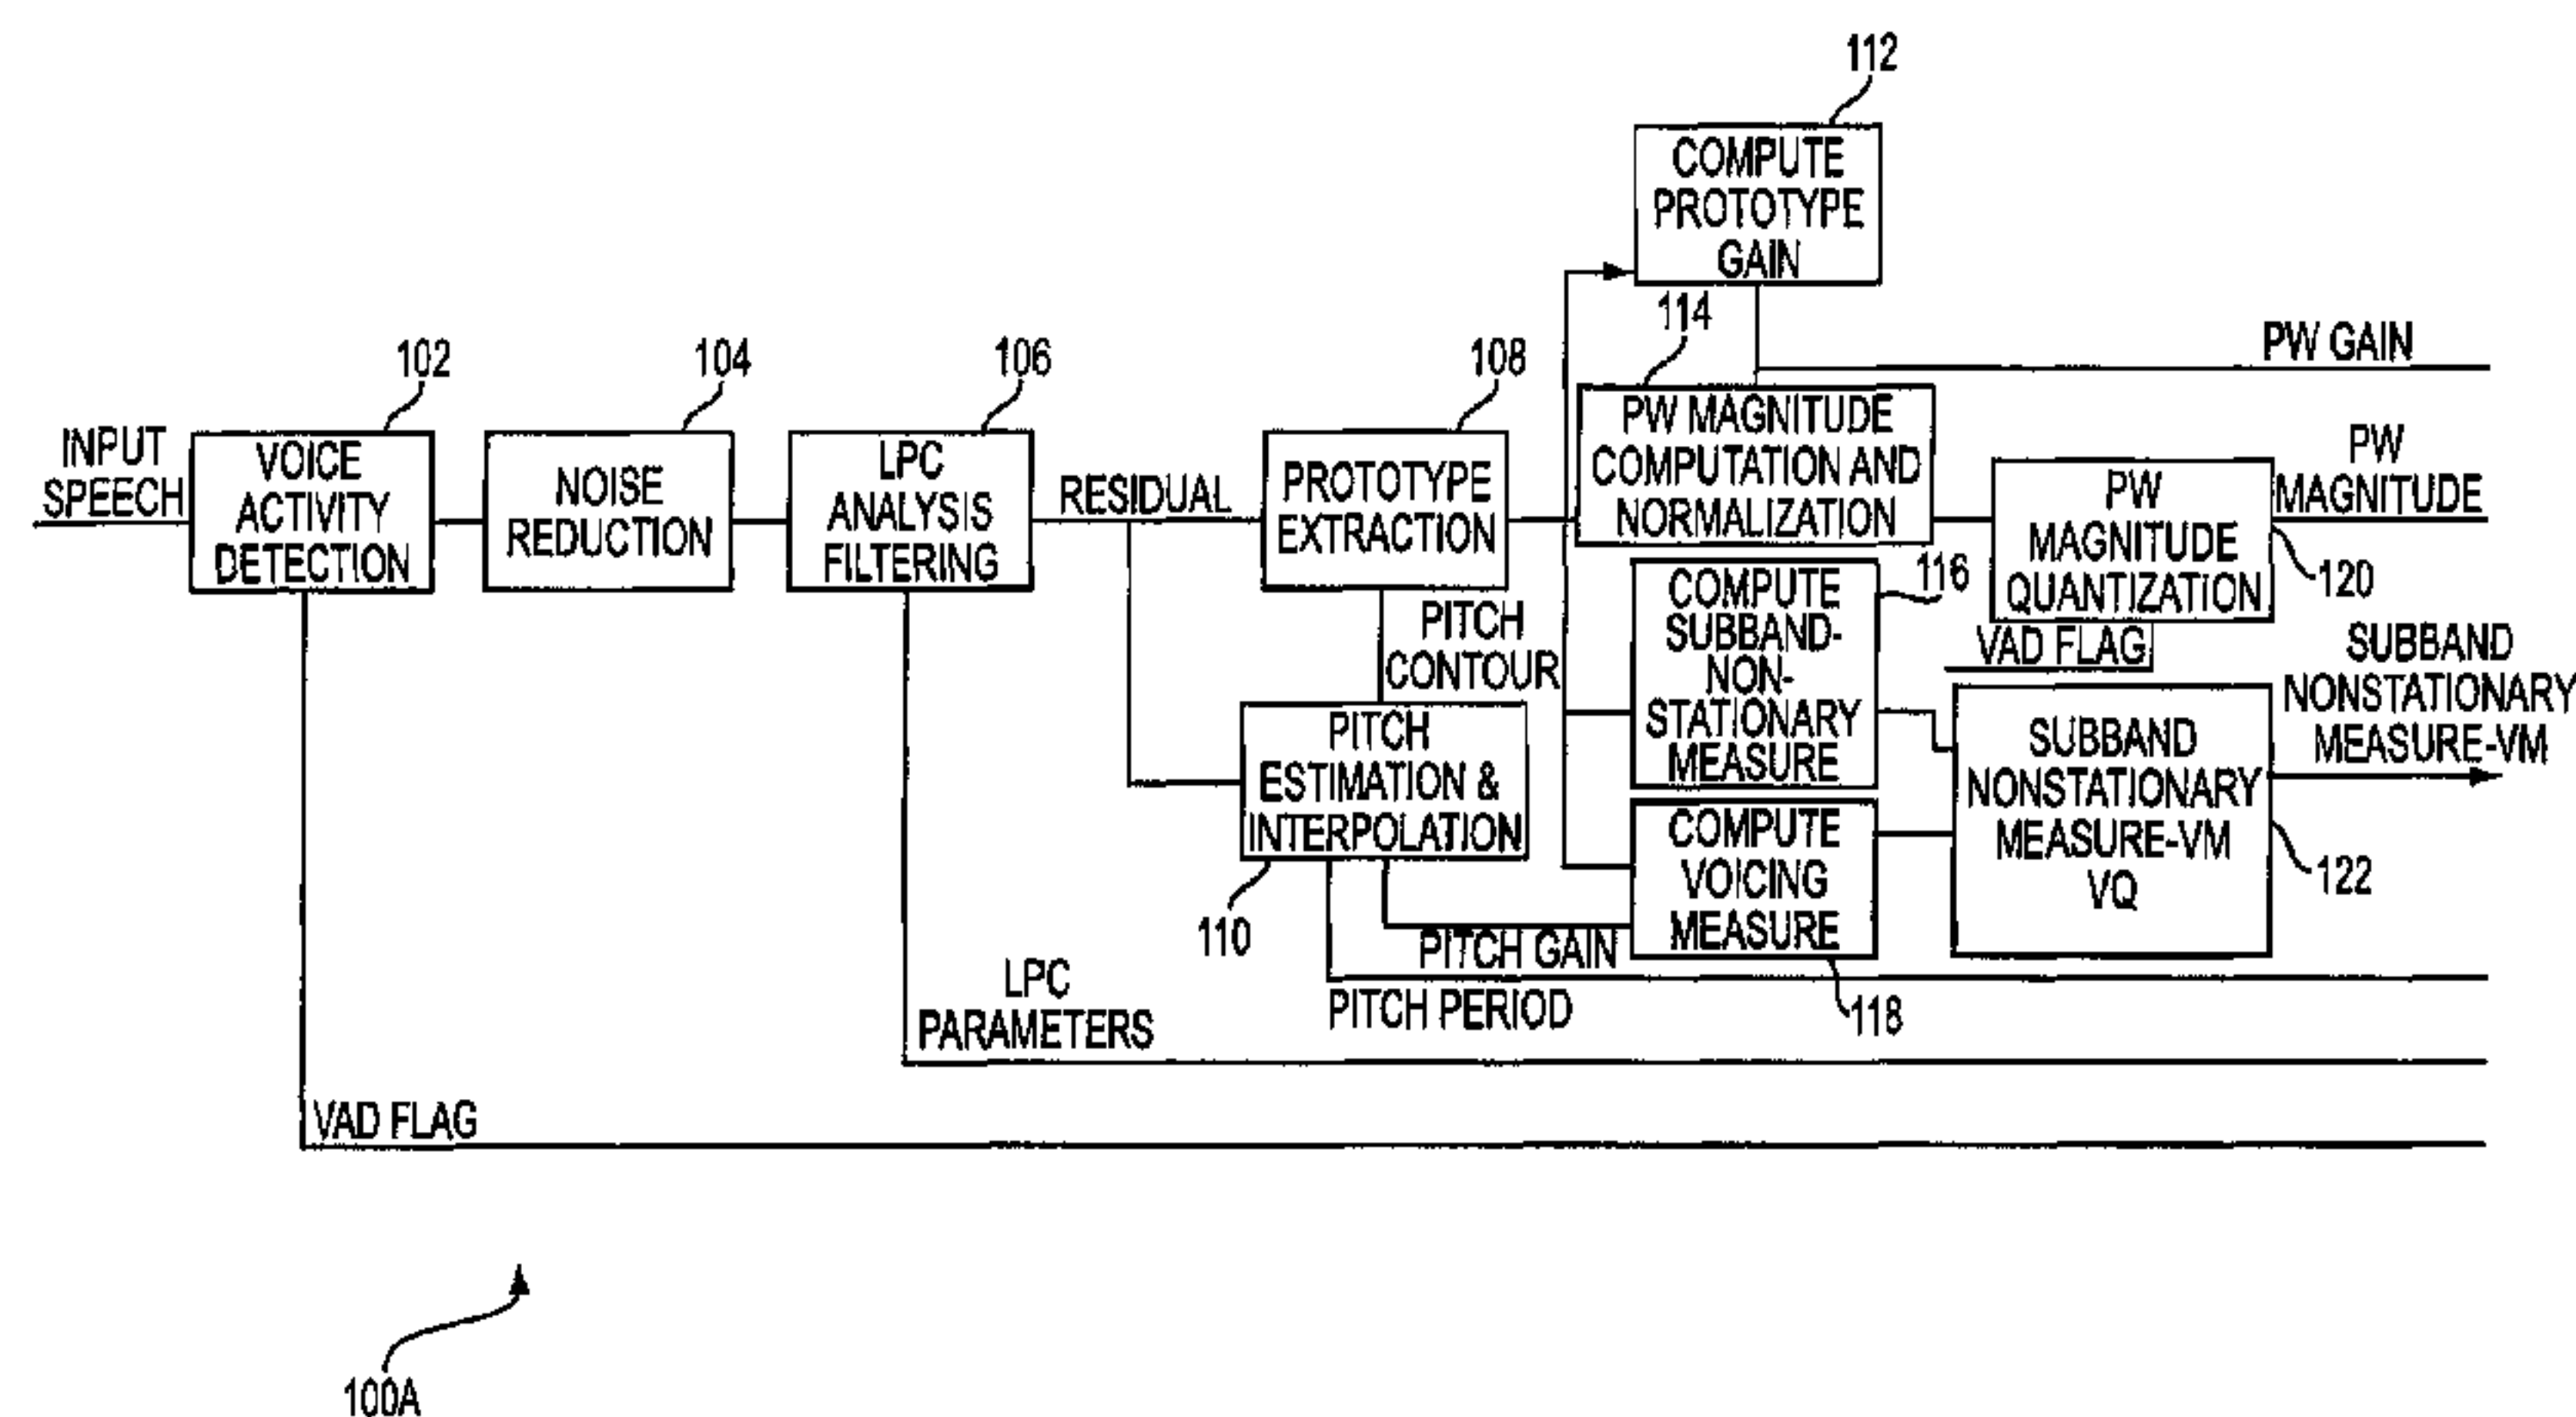 112
COMPUTE
PROTOTYPE
GAIN
114
PW GAIN
102
104
106
108
INPUT
SPEECH
VOICE
ACTIVITY
DETECTION
NOISE
REDUCTION
LPC
ANALYSIS
FILTERING
RESIDUAL
PROTOTYPE
EXTRACTION
PW MAGNITUDE
COMPUTATION AND
NORMALIZATION
PW
MAGNITUDE
QUANTIZATION
PW
MAGNITUDE
120
VAD FLAG
116
COMPUTE
SUBBAND-
NON-
STATIONARY
MEASURE
PITCH
CONTOUR
SUBBAND
NONSTATIONARY
MEASURE-VM
PITCH
ESTIMATION &
INTERPOLATION
110
COMPUTE
VOICING
MEASURE
118
SUBBAND
NONSTATIONARY
MEASURE-VM
VQ
122
PITCH GAIN
PITCH PERIOD
LPC
PARAMETERS
VAD FLAG
100A